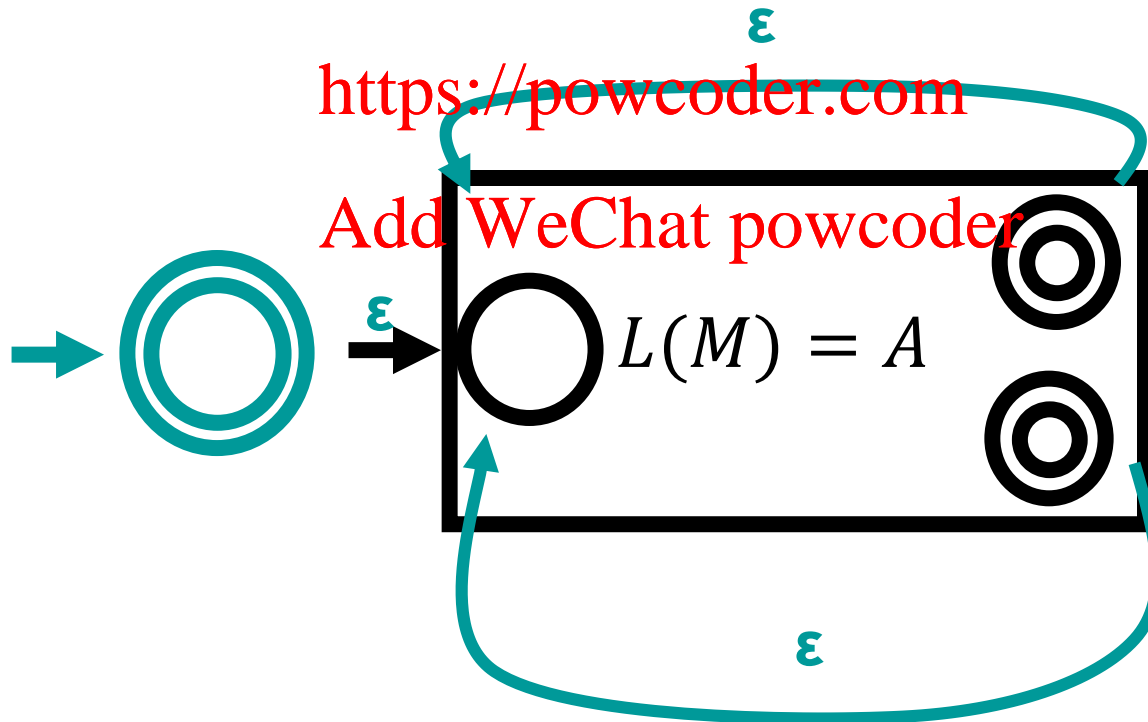 ε
https://powcoder.com
Add WeChat powcoder
ε
L(M) = A
ε